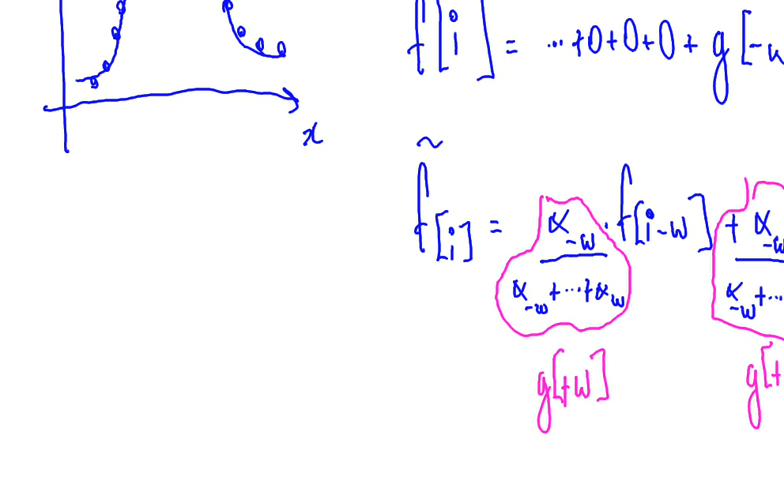 f[i] = ...+0+0+0+ g[-w
x
f̃[i] = α_{-w} / (α_{-w}+...+α_w) · f[i-w] + α_{-w
α_{-w}+...
g[+w] g[+